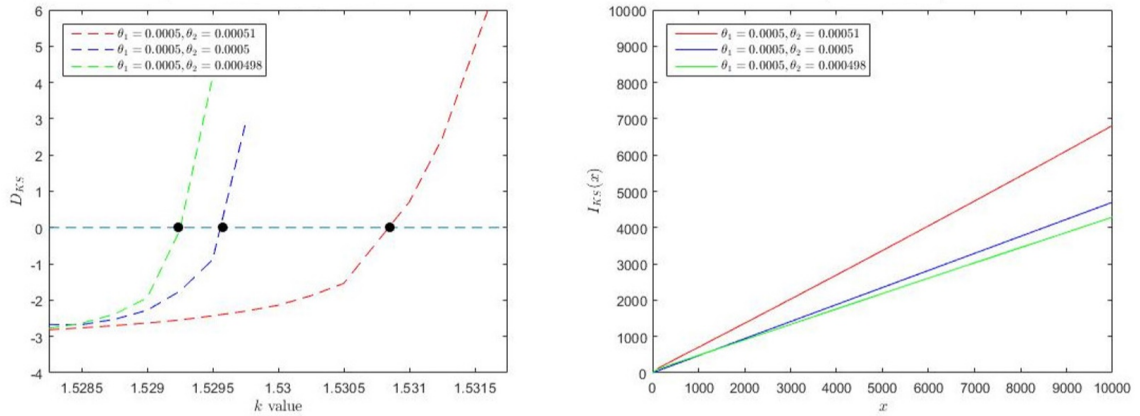 6
5
4
3
2
1
0
-1
-2
-3
-4
D_{KS}
θ₁ = 0.0005, θ₂ = 0.00051
θ₁ = 0.0005, θ₂ = 0.0005
θ₁ = 0.0005, θ₂ = 0.000498
1.5285 1.529 1.5295 1.53 1.5305 1.531 1.5315
k value
10000
9000
8000
7000
6000
5000
4000
3000
2000
1000
0
I_{KS}(x)
θ₁ = 0.0005, θ₂ = 0.00051
θ₁ = 0.0005, θ₂ = 0.0005
θ₁ = 0.0005, θ₂ = 0.000498
0 1000 2000 3000 4000 5000 6000 7000 8000 9000 10000
x